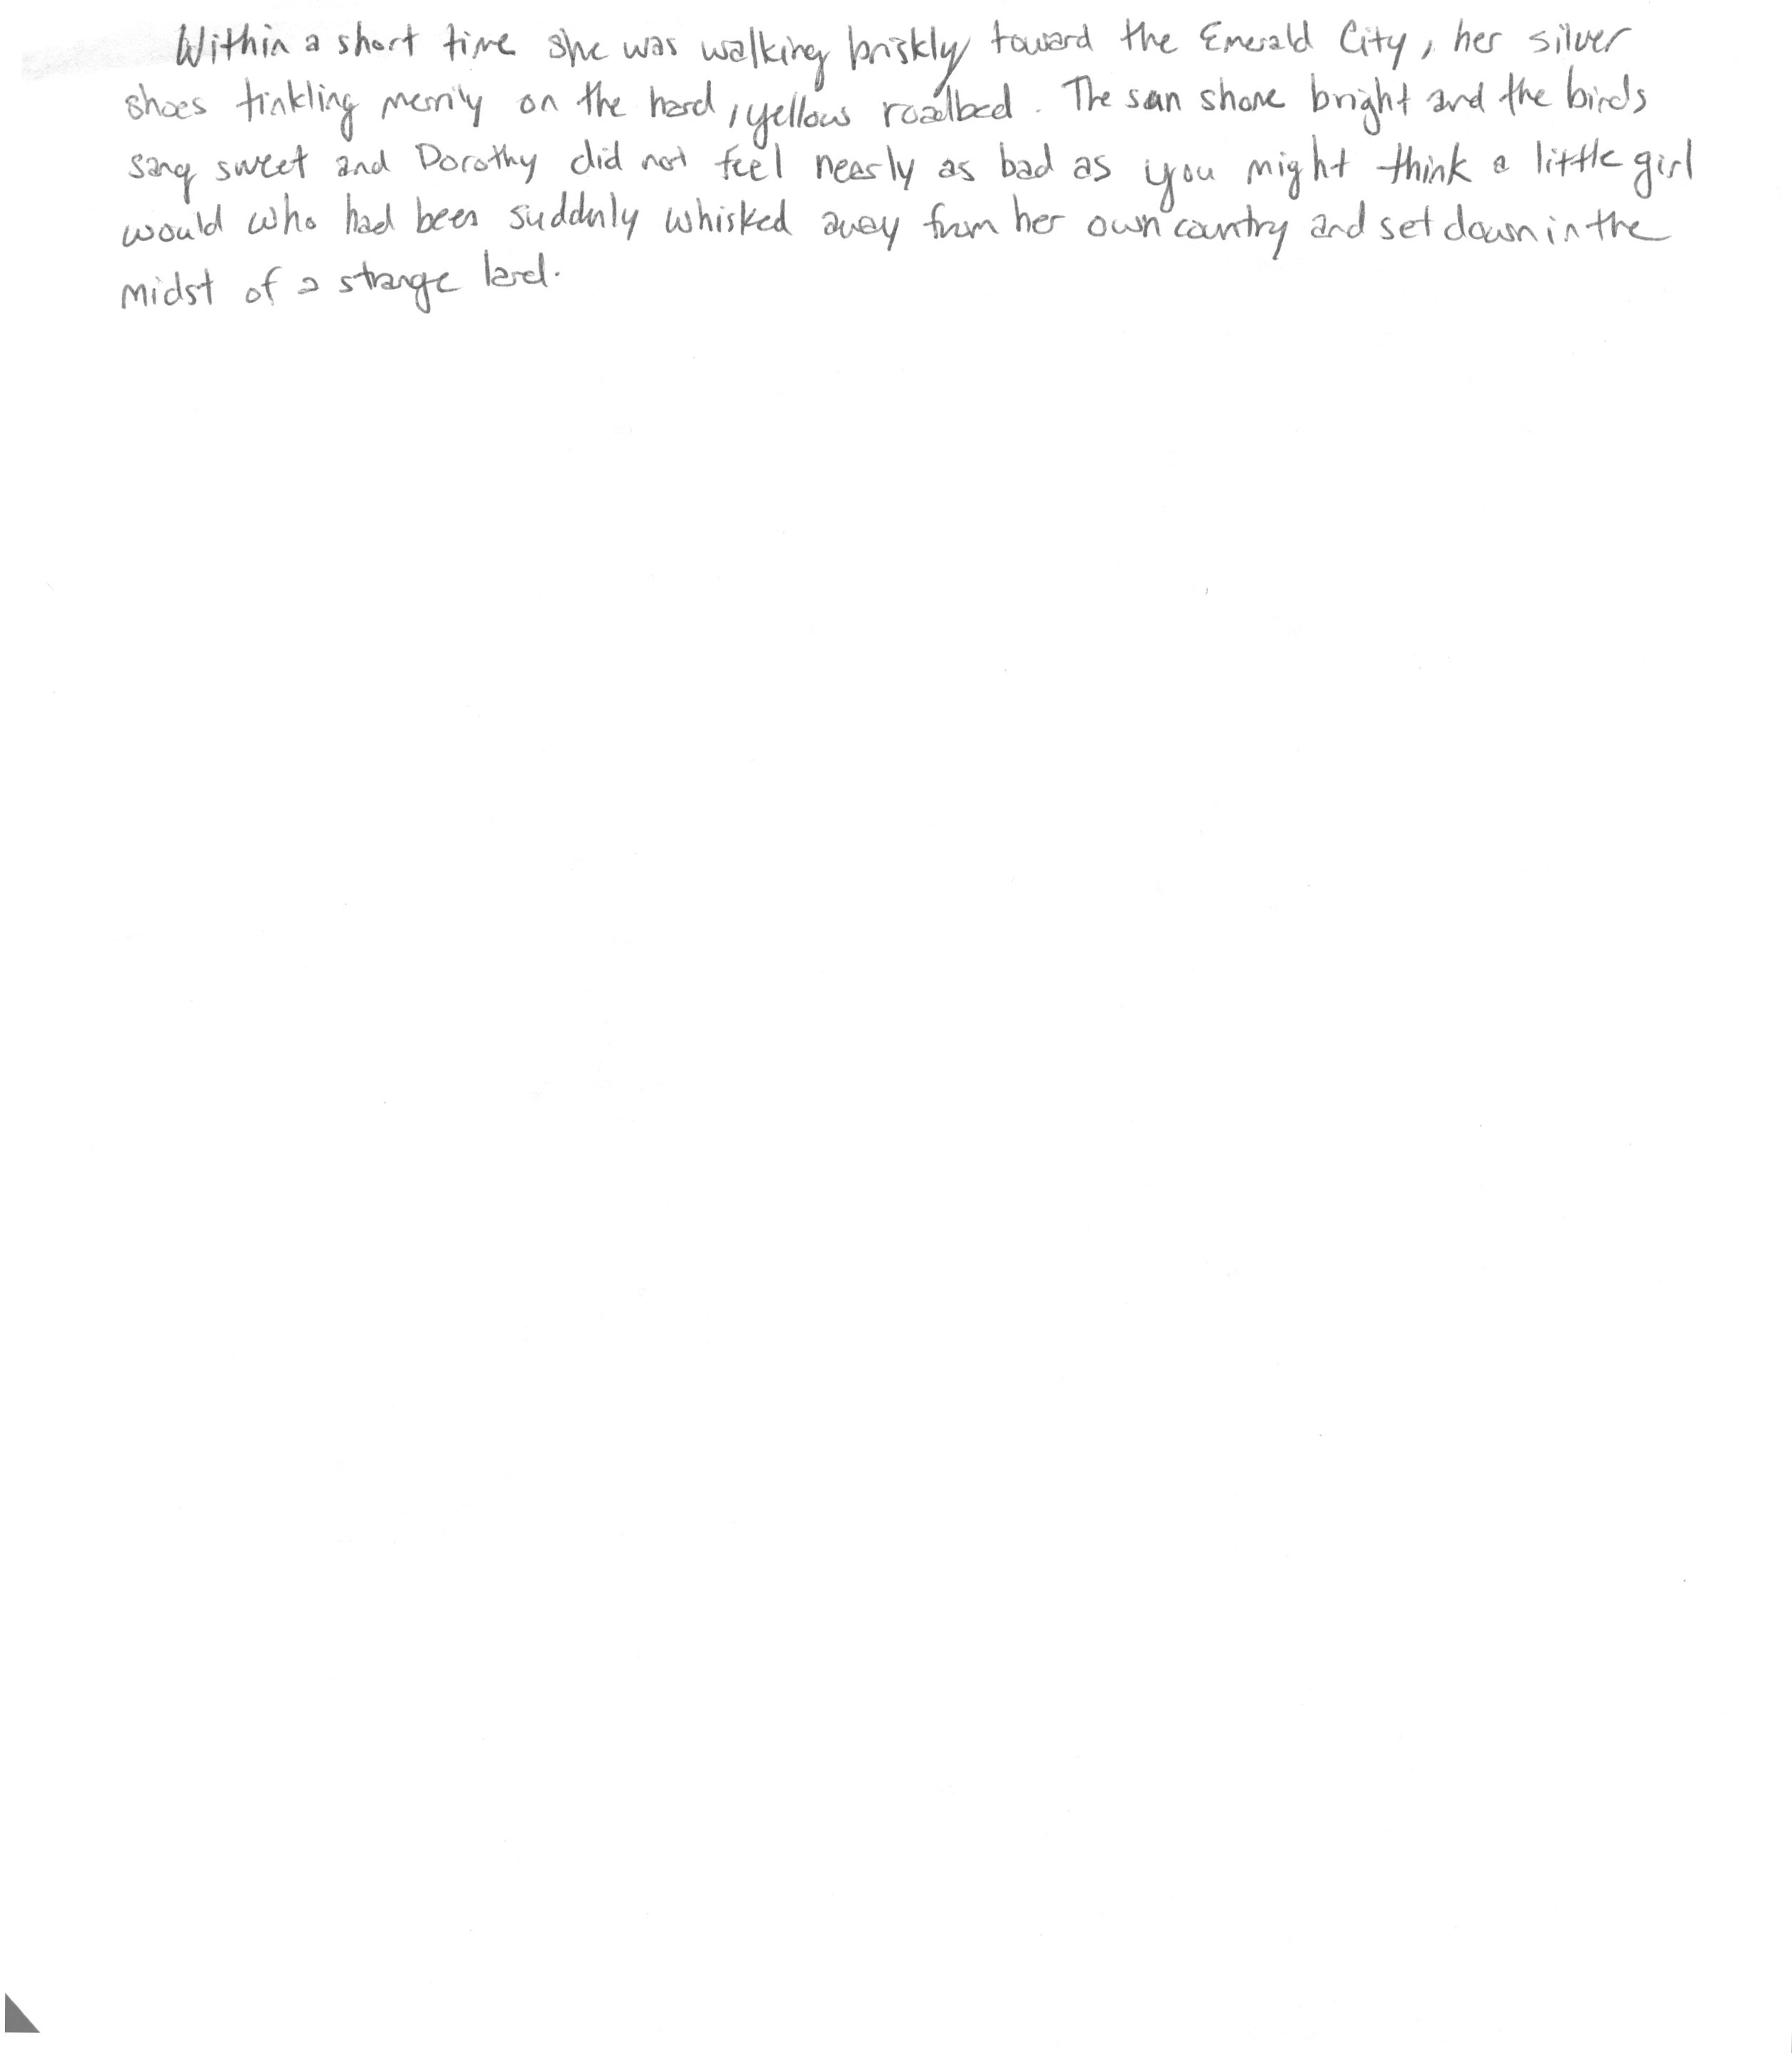 Within a short time she was walking briskly toward the Emerald City, her silver
shoes tinkling merrily on the hard, yellow roadbed. The sun shone bright and the birds
sang sweet and Dorothy did not feel nearly as bad as you might think a little girl
would who had been suddenly whisked away from her own country and set down in the
midst of a strange land.